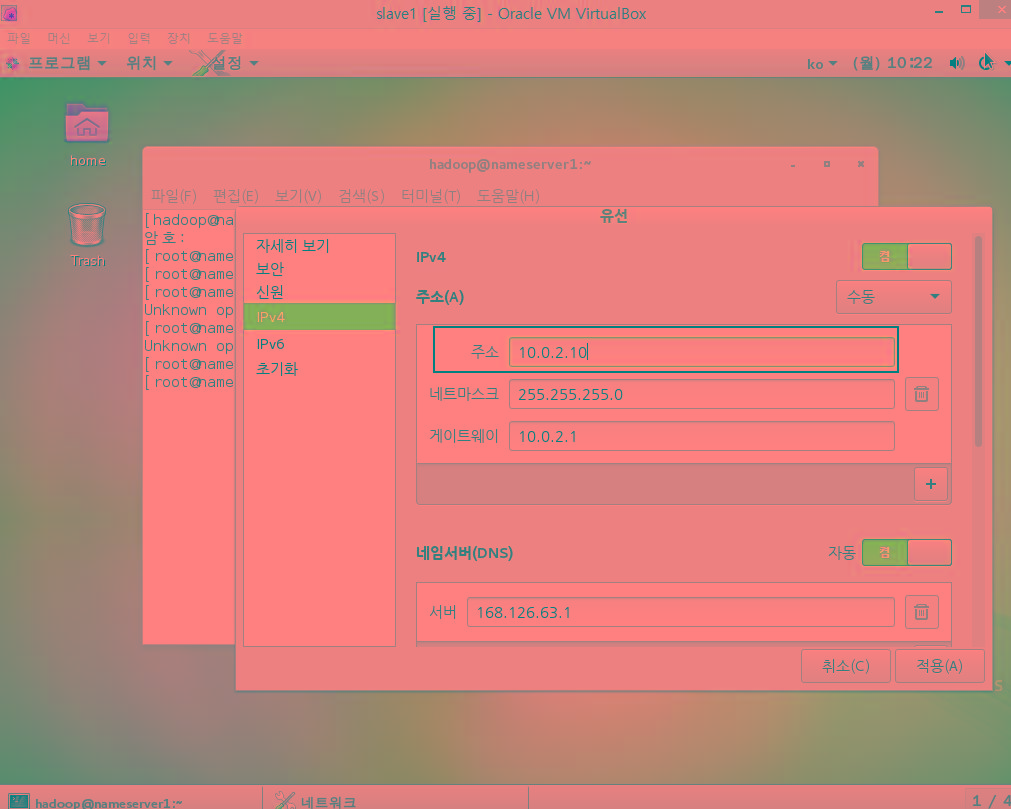 slave1 [실행 중] - Oracle VM VirtualBox
파일 머신 보기 입력 장치 도움말
프로그램 위치 설정 ko (월) 10:22
home
Trash
hadoop@nameserver1:~
파일(F) 편집(E) 보기(V) 검색(S) 터미널(T) 도움말(H)
[hadoop@na
암호:
[root@name
[root@name
[root@name
Unknown op
[root@name
Unknown op
[root@name
[root@name
유선
자세히 보기
보안
신원
IPv4
IPv6
초기화
IPv4 켬
주소(A) 수동
주소 10.0.2.10
네트마스크 255.255.255.0
게이트웨이 10.0.2.1
+
네임서버(DNS) 자동 켬
서버 168.126.63.1
취소(C) 적용(A)
S
hadoop@nameserver1:~ 네트워크 1 / 4